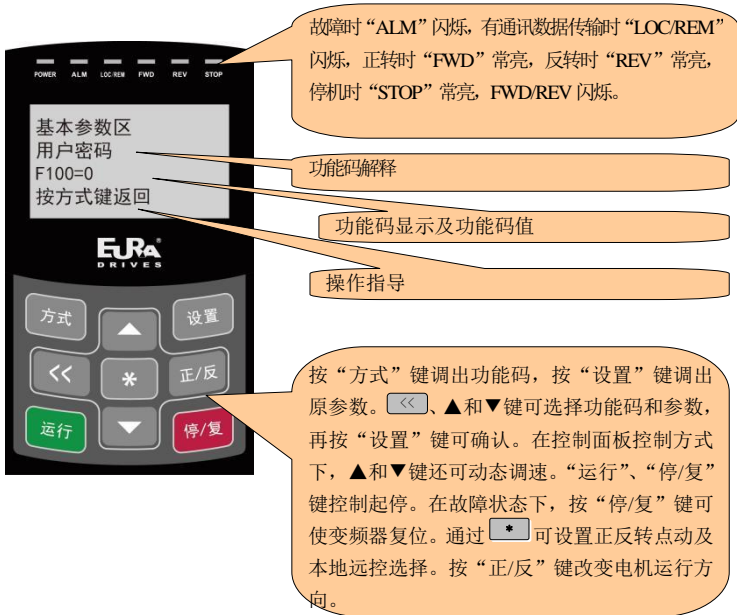 故障时“ALM”闪烁，有通讯数据传输时“LOC/REM”
闪烁，正转时“FWD”常亮，反转时“REV”常亮，
停机时“STOP”常亮，FWD/REV 闪烁。
POWER ALM LOC/REM FWD REV STOP
基本参数区
用户密码
F100=0
按方式键返回
功能码解释
功能码显示及功能码值
操作指导
EURA
DRIVES
方式
设置
<<
*
正/反
运行
停/复
按“方式”键调出功能码，按“设置”键调出
原参数。<<、▲和▼键可选择功能码和参数，
再按“设置”键可确认。在控制面板控制方式
下，▲和▼键还可动态调速。“运行”、“停/复”
键控制起停。在故障状态下，按“停/复”键可
使变频器复位。通过 * 可设置正反转点动及
本地远控选择。按“正/反”键改变电机运行方
向。